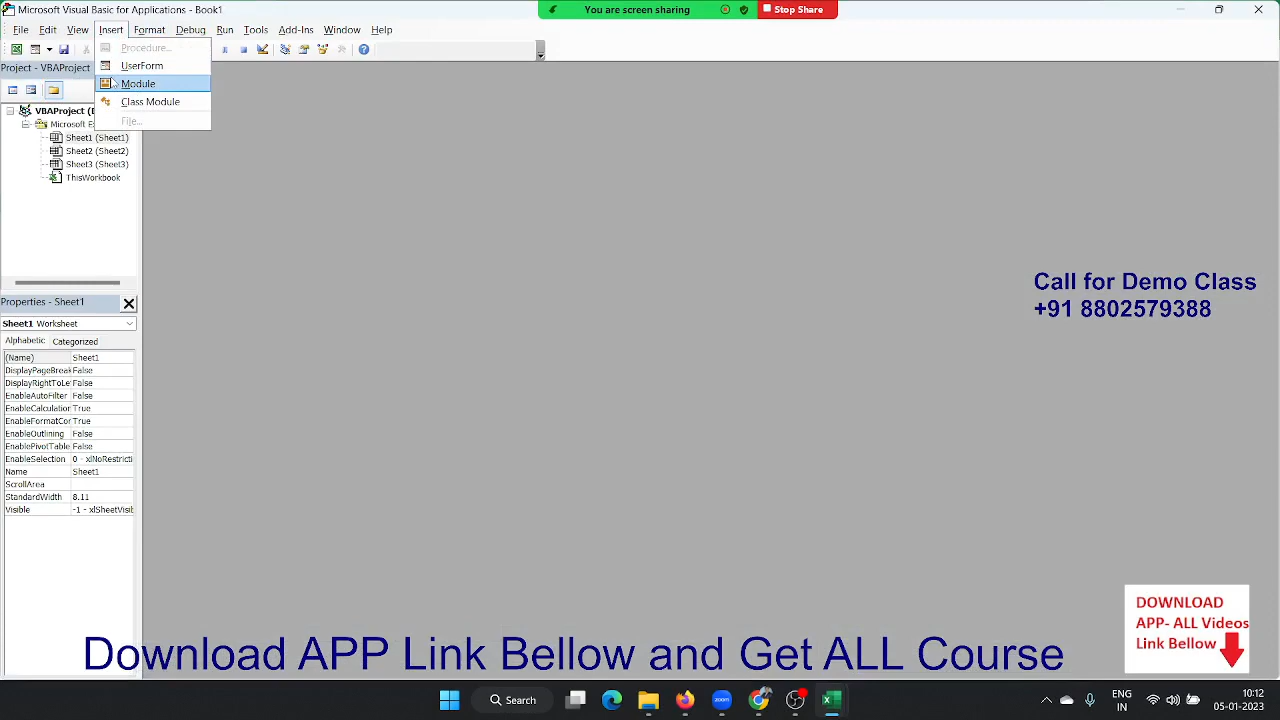 Microsoft Visual Basic for Applications - Book1
You are screen sharing
Stop Share
File Edit View Insert Format Debug Run Tools Add-Ins Window Help
Procedure...
UserForm
Module
Class Module
File...
Project - VBAProject
VBAProject (
Microsoft
Sheet1 (Sheet1)
Sheet2 (Sheet2)
Sheet3 (Sheet3)
ThisWorkbook
Properties - Sheet1
Sheet1 Worksheet
Alphabetic Categorized
(Name) Sheet1
DisplayPageBreak False
DisplayRightToLe False
EnableAutoFilter False
EnableCalculation True
EnableFormatCon True
EnableOutlining False
EnablePivotTable False
EnableSelection 0 - xlNoRestricti
Name Sheet1
ScrollArea
StandardWidth 8.11
Visible -1 - xlSheetVisib
Call for Demo Class
+91 8802579388
DOWNLOAD
APP- ALL Videos
Link Bellow
Download APP Link Bellow and Get ALL Course
Search
zoom
ENG
IN
10:12
05-01-2023